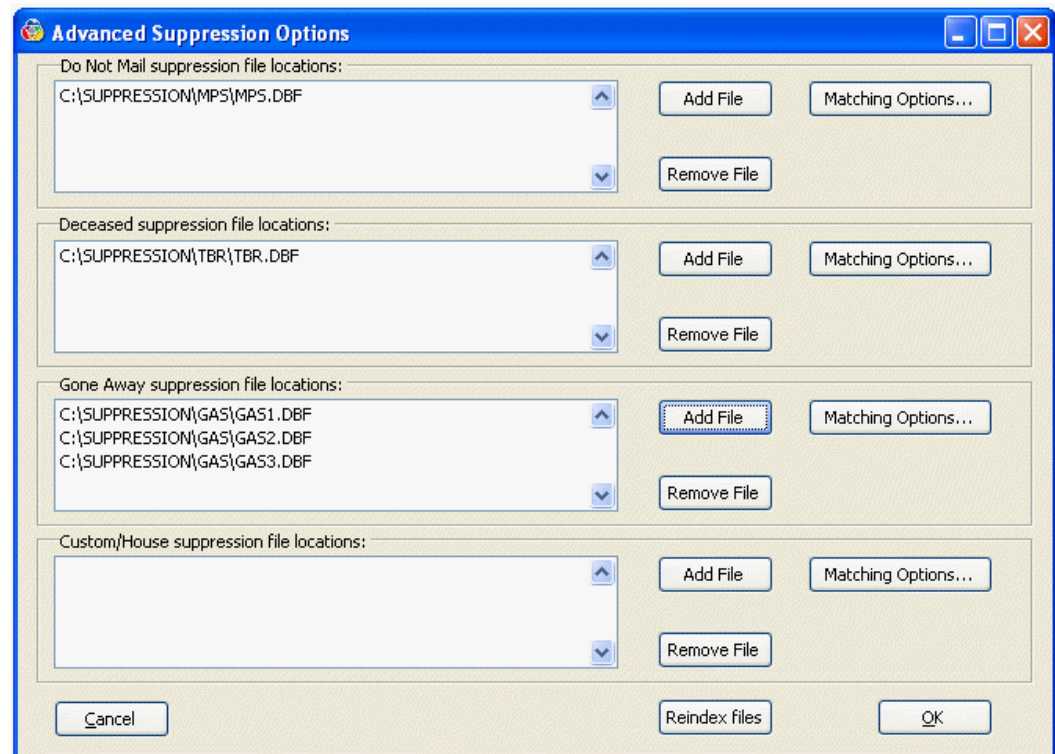 Advanced Suppression Options
Do Not Mail suppression file locations:
C:\SUPPRESSION\MPS\MPS.DBF
Add File
Matching Options...
Remove File
Deceased suppression file locations:
C:\SUPPRESSION\TBR\TBR.DBF
Add File
Matching Options...
Remove File
Gone Away suppression file locations:
C:\SUPPRESSION\GAS\GAS1.DBF
C:\SUPPRESSION\GAS\GAS2.DBF
C:\SUPPRESSION\GAS\GAS3.DBF
Add File
Matching Options...
Remove File
Custom/House suppression file locations:
Add File
Matching Options...
Remove File
Cancel
Reindex files
OK